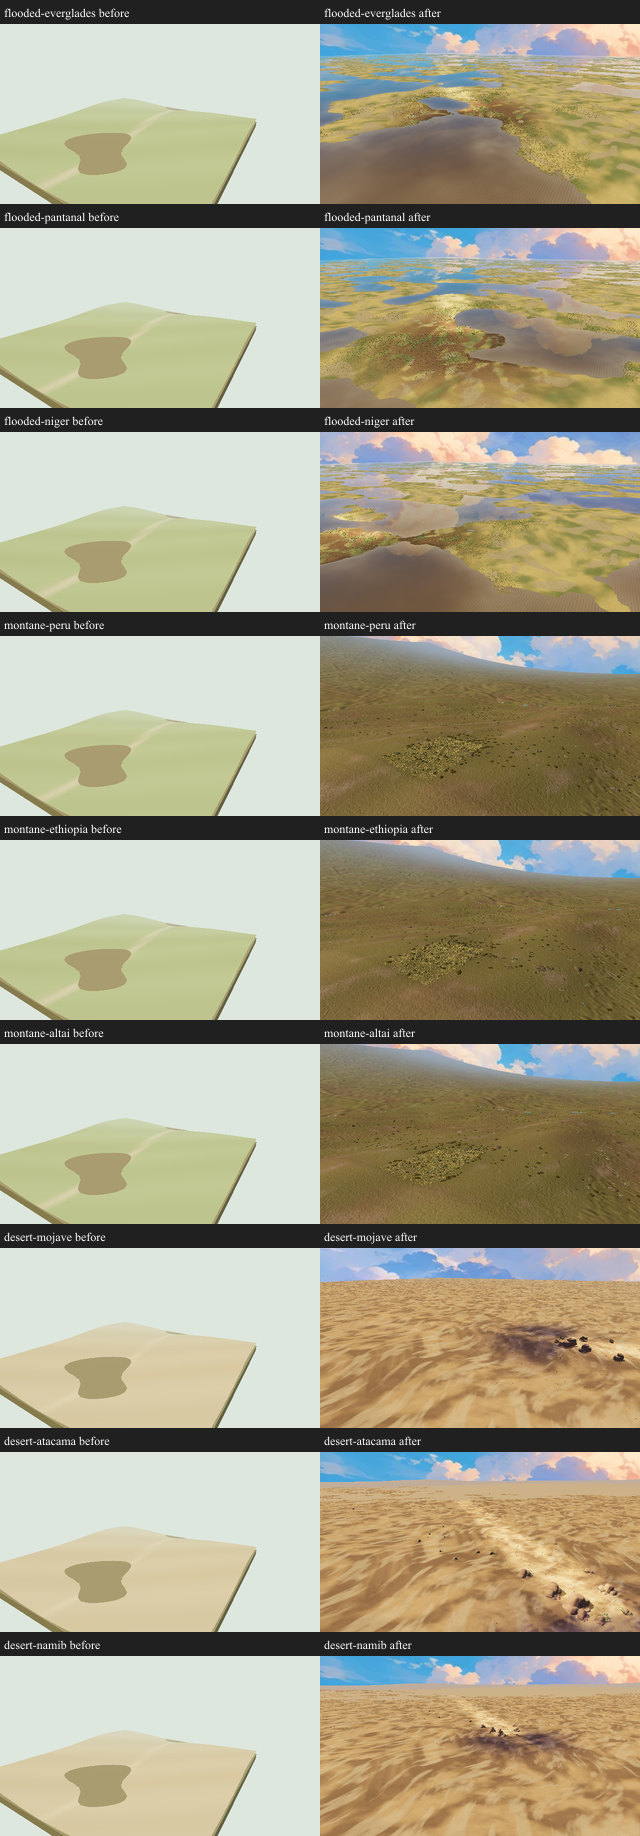 flooded-everglades before
flooded-everglades after
flooded-pantanal before
flooded-pantanal after
flooded-niger before
flooded-niger after
montane-peru before
montane-peru after
montane-ethiopia before
montane-ethiopia after
montane-altai before
montane-altai after
desert-mojave before
desert-mojave after
desert-atacama before
desert-atacama after
desert-namib before
desert-namib after